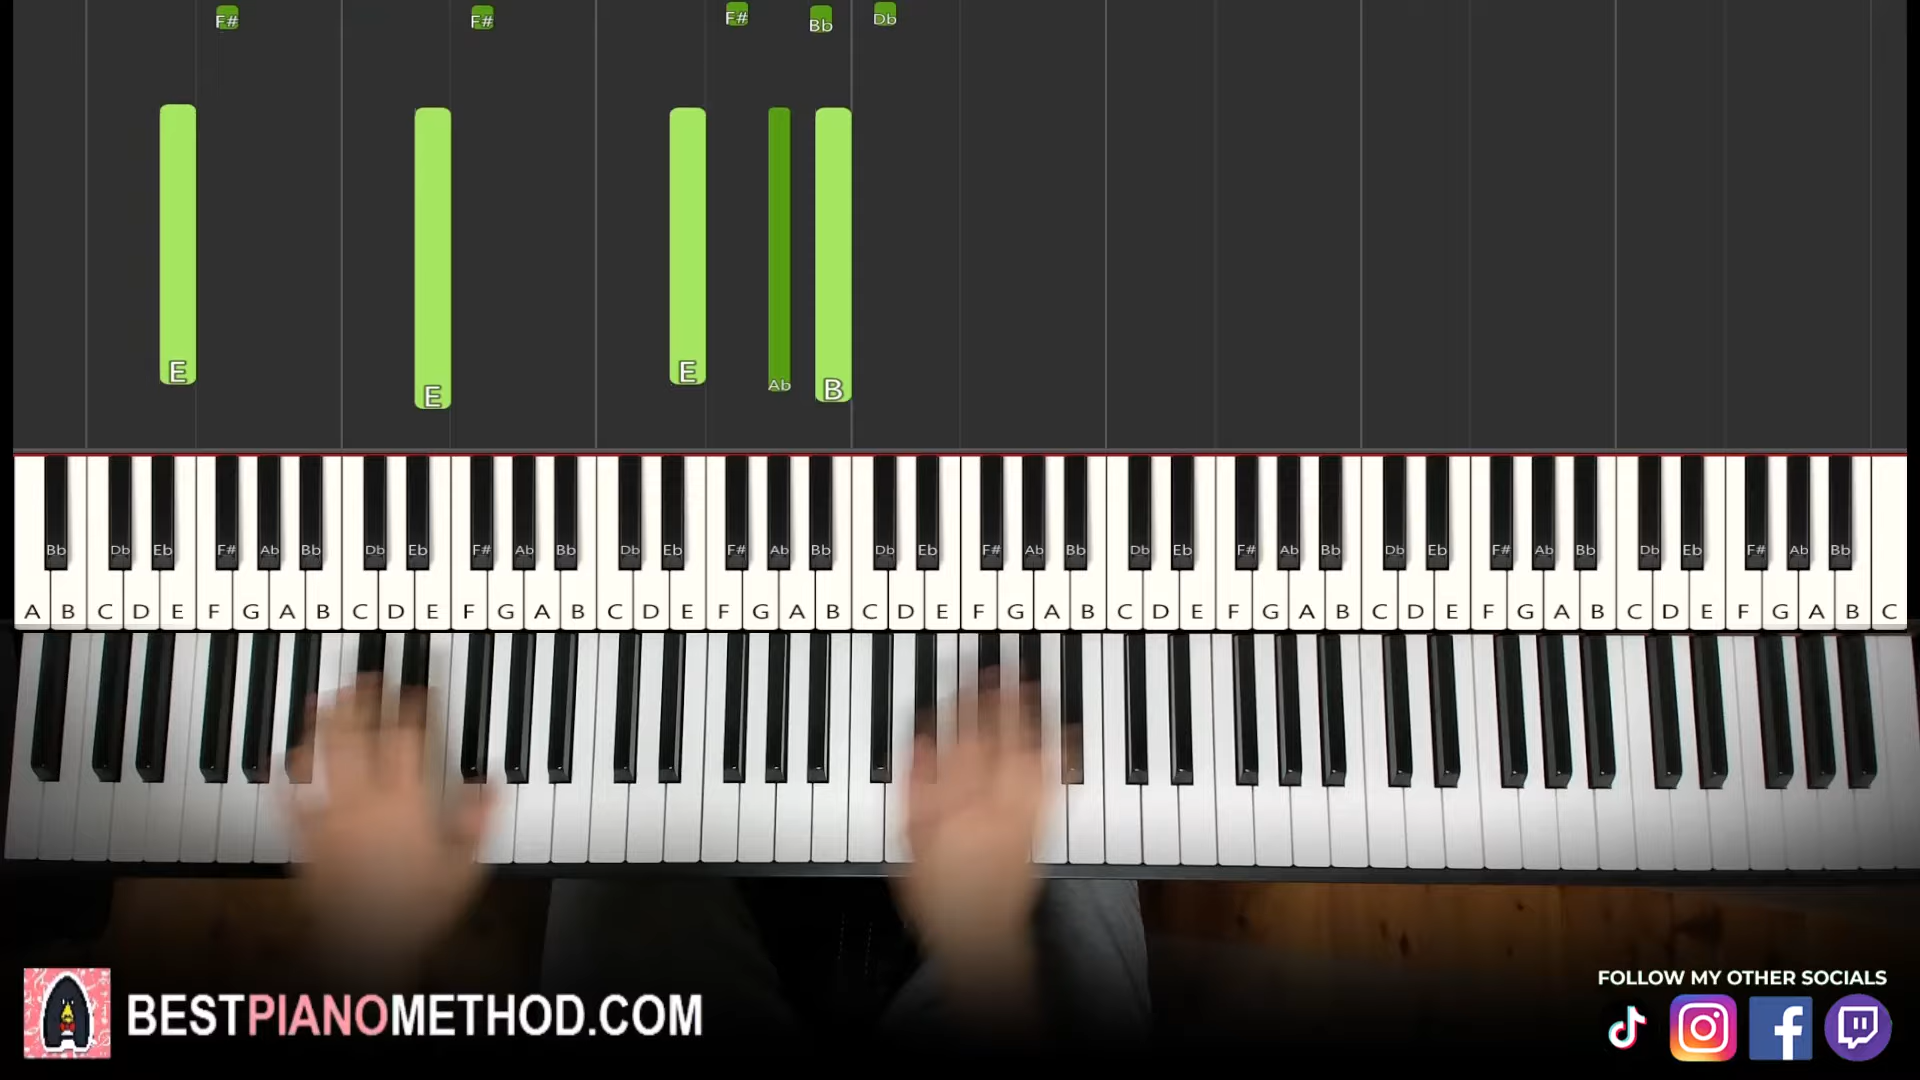 F# F# F# Bb Db
E E E Ab B
Bb Db Eb F# Ab Bb Db Eb F# Ab Bb Db Eb F# Ab Bb Db Eb F# Ab Bb Db Eb F# Ab Bb Db Eb F# Ab Bb Db Eb F# Ab Bb
A B C D E F G A B C D E F G A B C D E F G A B C D E F G A B C D E F G A B C D E F G A B C D E F G A B C
BESTPIANOMETHOD.COM
FOLLOW MY OTHER SOCIALS